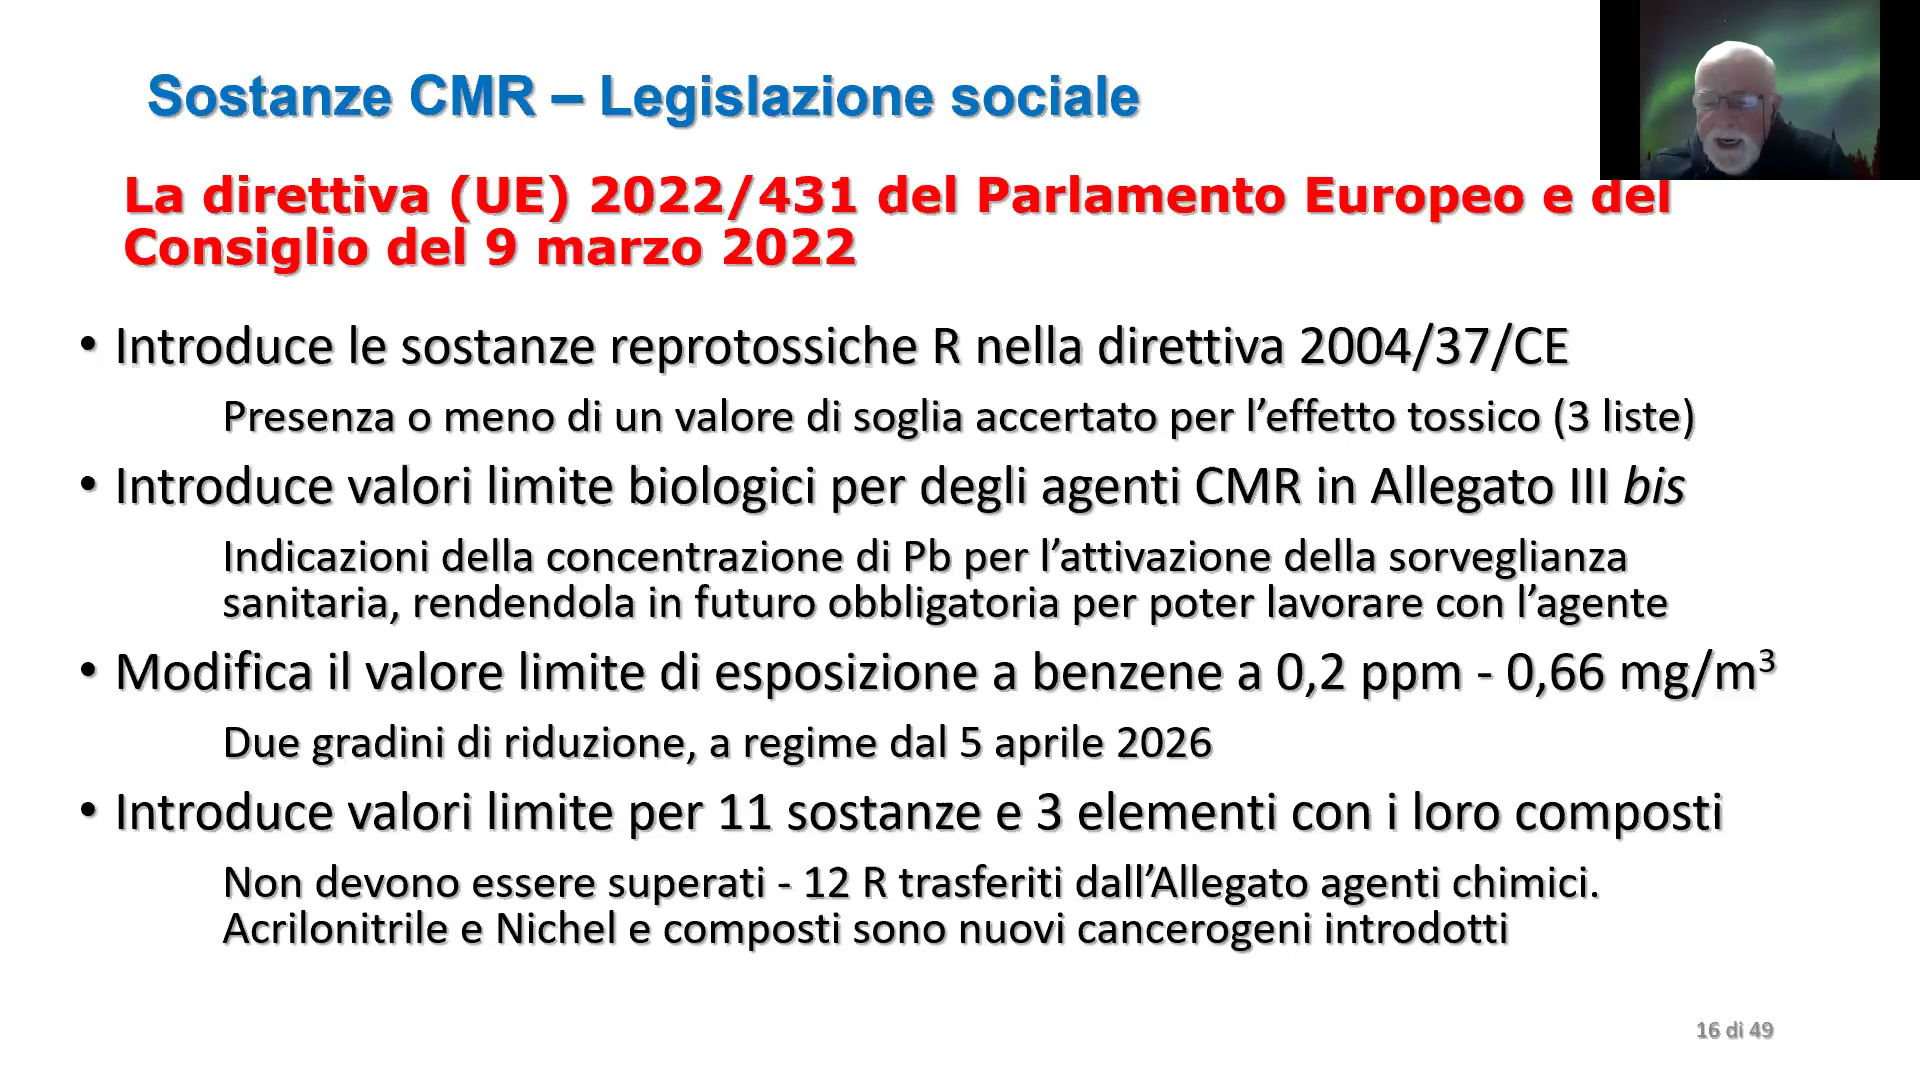 Sostanze CMR – Legislazione sociale
La direttiva (UE) 2022/431 del Parlamento Europeo e del
Consiglio del 9 marzo 2022
• Introduce le sostanze reprotossiche R nella direttiva 2004/37/CE
Presenza o meno di un valore di soglia accertato per l’effetto tossico (3 liste)
• Introduce valori limite biologici per degli agenti CMR in Allegato III bis
Indicazioni della concentrazione di Pb per l’attivazione della sorveglianza
sanitaria, rendendola in futuro obbligatoria per poter lavorare con l’agente
• Modifica il valore limite di esposizione a benzene a 0,2 ppm - 0,66 mg/m³
Due gradini di riduzione, a regime dal 5 aprile 2026
• Introduce valori limite per 11 sostanze e 3 elementi con i loro composti
Non devono essere superati - 12 R trasferiti dall’Allegato agenti chimici.
Acrilonitrile e Nichel e composti sono nuovi cancerogeni introdotti
16 di 49